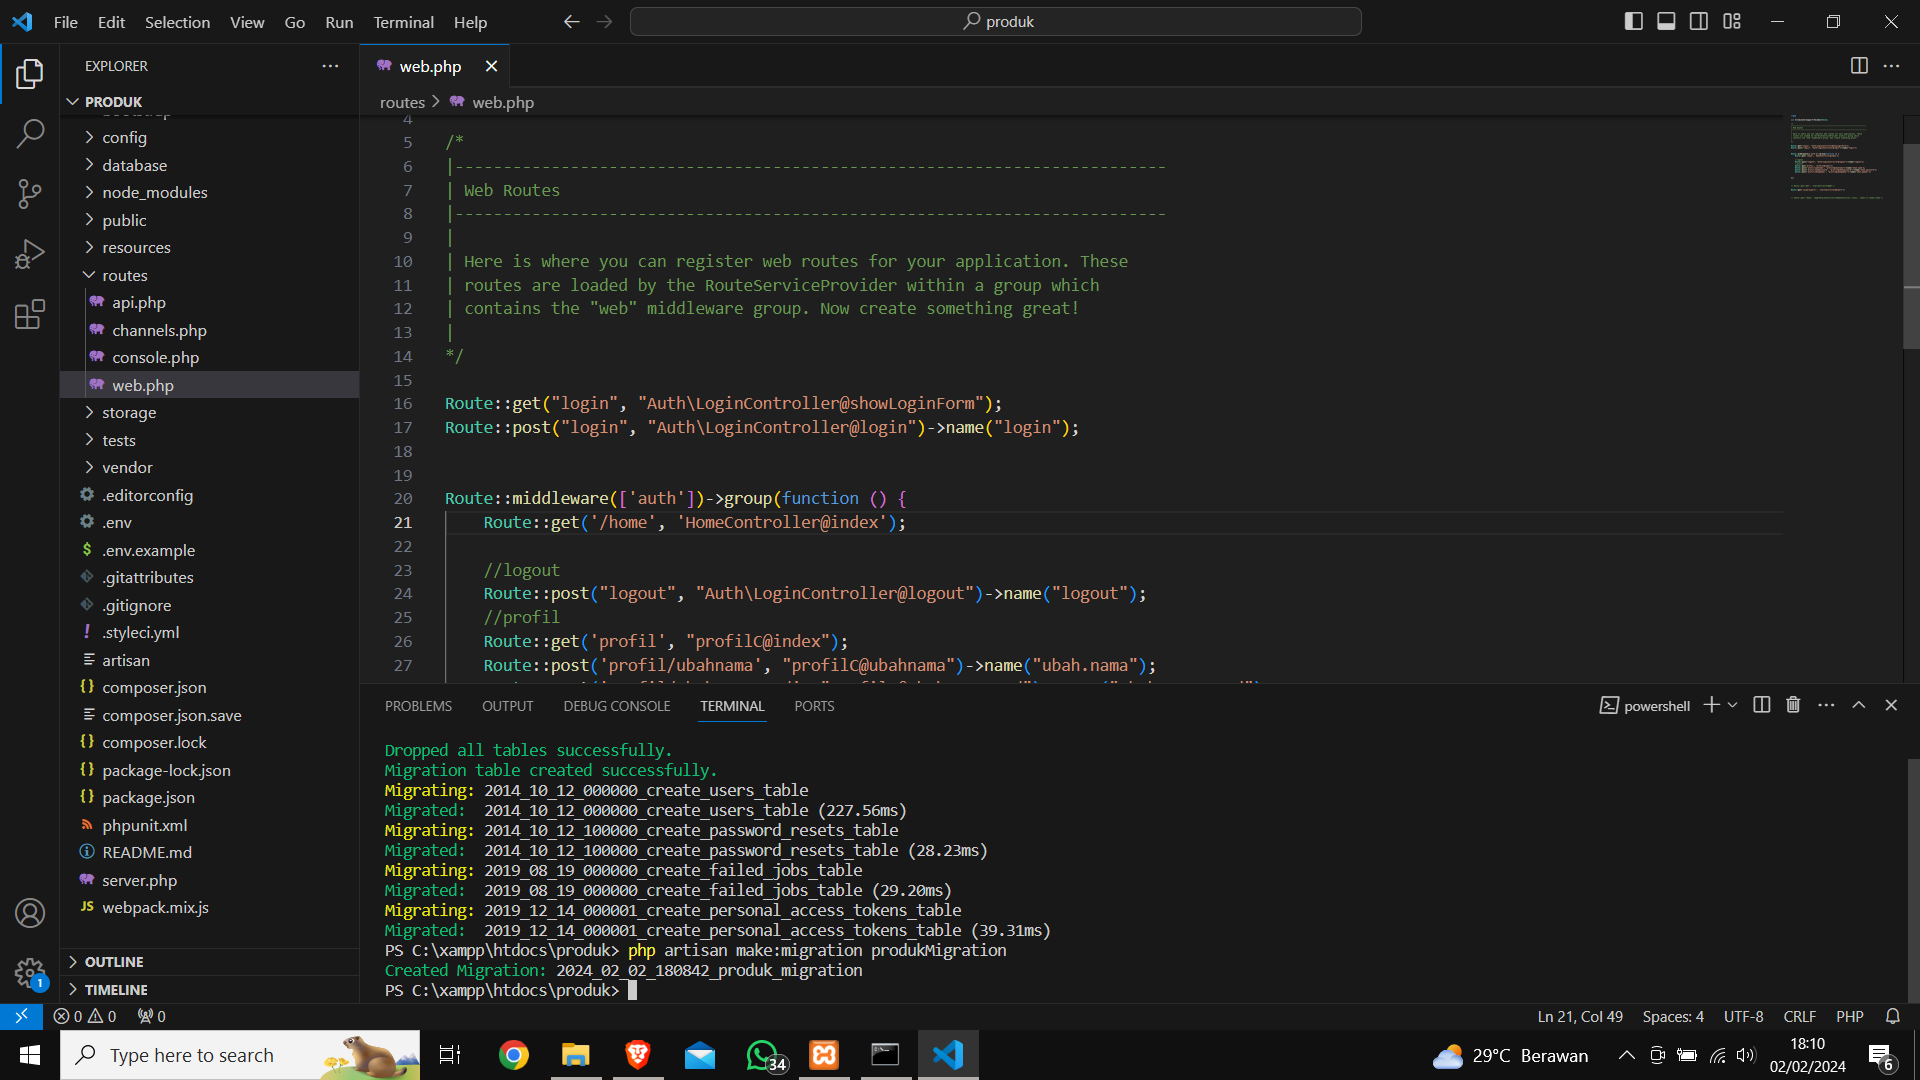 File Edit Selection View Go Run Terminal Help
produk
EXPLORER
PRODUK
config
database
node_modules
public
resources
routes
api.php
channels.php
console.php
web.php
storage
tests
vendor
.editorconfig
.env
$ .env.example
.gitattributes
.gitignore
! .styleci.yml
artisan
{} composer.json
composer.json.save
{} composer.lock
{} package-lock.json
{} package.json
phpunit.xml
README.md
server.php
JS webpack.mix.js
OUTLINE
TIMELINE
1
web.php
routes > web.php
4
5 /*
6 |--------------------------------------------------------------------------
7 | Web Routes
8 |--------------------------------------------------------------------------
9 |
10 | Here is where you can register web routes for your application. These
11 | routes are loaded by the RouteServiceProvider within a group which
12 | contains the "web" middleware group. Now create something great!
13 |
14 */
15
16 Route::get("login", "Auth\LoginController@showLoginForm");
17 Route::post("login", "Auth\LoginController@login")->name("login");
18
19
20 Route::middleware(['auth'])->group(function () {
21 Route::get('/home', 'HomeController@index');
22
23 //logout
24 Route::post("logout", "Auth\LoginController@logout")->name("logout");
25 //profil
26 Route::get('profil', "profilC@index");
27 Route::post('profil/ubahnama', "profilC@ubahnama")->name("ubah.nama");
PROBLEMS OUTPUT DEBUG CONSOLE TERMINAL PORTS
powershell
Dropped all tables successfully.
Migration table created successfully.
Migrating: 2014_10_12_000000_create_users_table
Migrated: 2014_10_12_000000_create_users_table (227.56ms)
Migrating: 2014_10_12_100000_create_password_resets_table
Migrated: 2014_10_12_100000_create_password_resets_table (28.23ms)
Migrating: 2019_08_19_000000_create_failed_jobs_table
Migrated: 2019_08_19_000000_create_failed_jobs_table (29.20ms)
Migrating: 2019_12_14_000001_create_personal_access_tokens_table
Migrated: 2019_12_14_000001_create_personal_access_tokens_table (39.31ms)
PS C:\xampp\htdocs\produk> php artisan make:migration produkMigration
Created Migration: 2024_02_02_180842_produk_migration
PS C:\xampp\htdocs\produk>
0 0 0
Ln 21, Col 49 Spaces: 4 UTF-8 CRLF PHP
Type here to search
34
29°C Berawan
18:10
02/02/2024
6